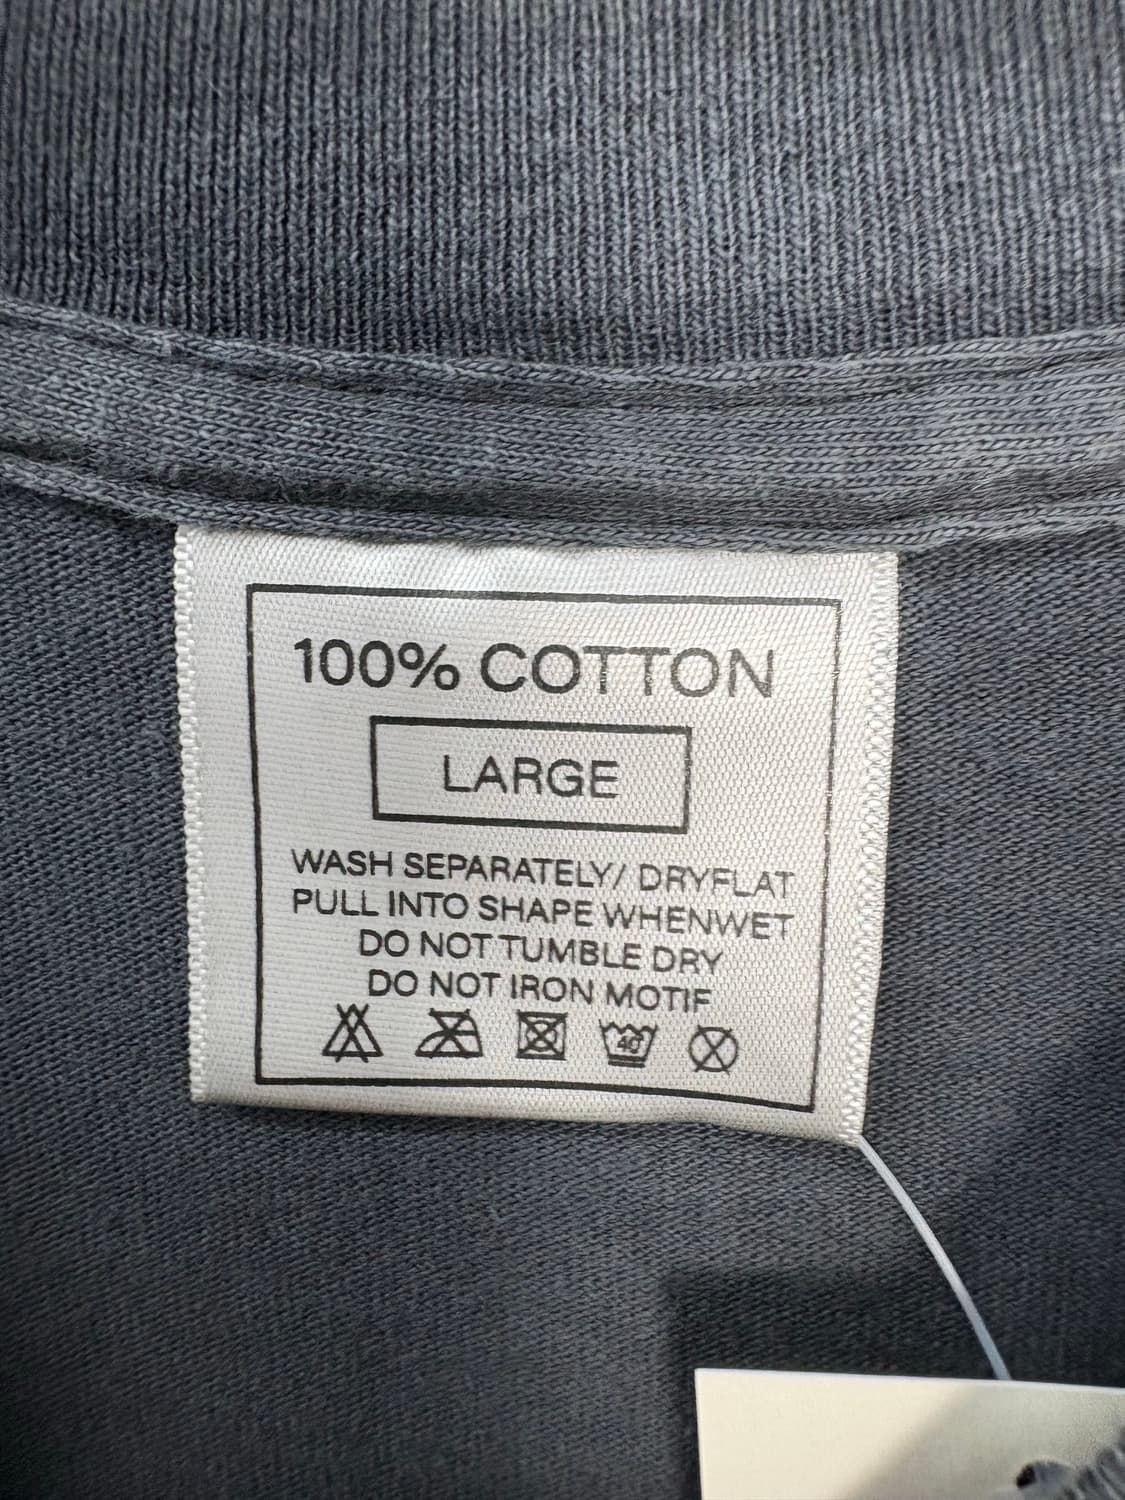 100% COTTON
LARGE
WASH SEPARATELY/ DRYFLAT
PULL INTO SHAPE WHENWET
DO NOT TUMBLE DRY
DO NOT IRON MOTIF
40°